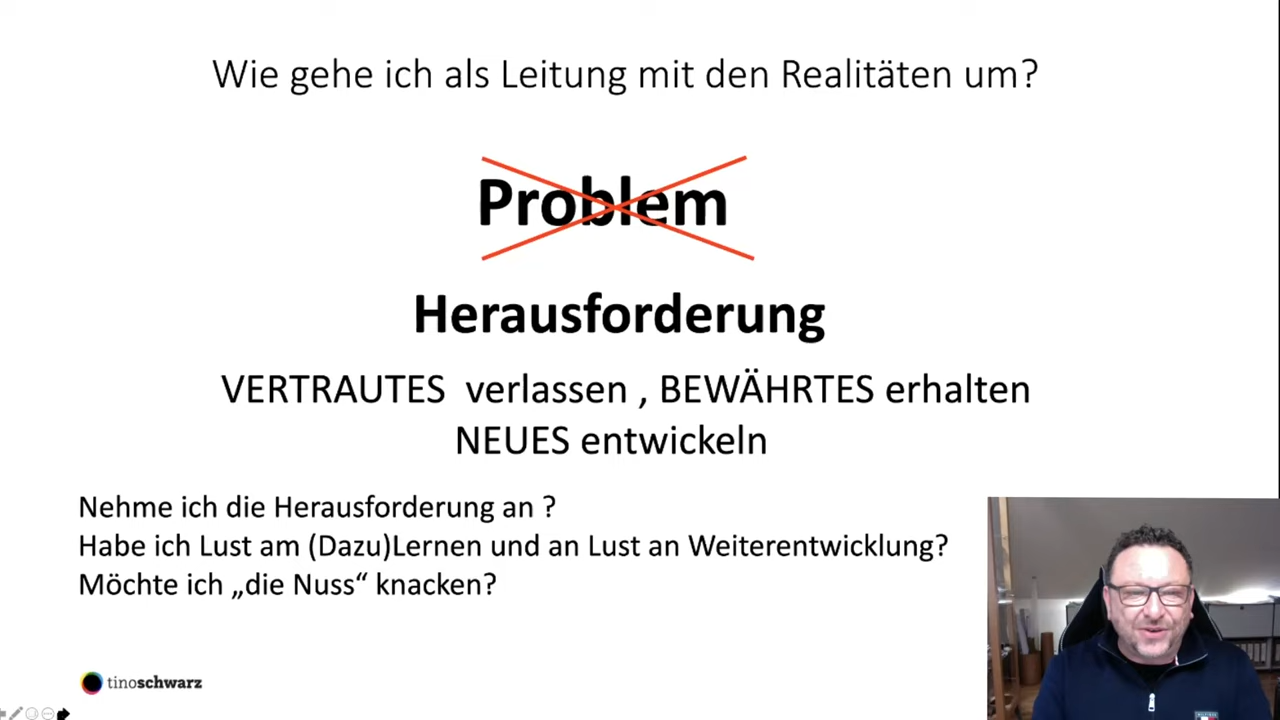 Wie gehe ich als Leitung mit den Realitäten um?
Problem
Herausforderung
VERTRAUTES verlassen , BEWÄHRTES erhalten
NEUES entwickeln
Nehme ich die Herausforderung an ?
Habe ich Lust am (Dazu)Lernen und an Lust an Weiterentwicklung?
Möchte ich „die Nuss“ knacken?
tinoschwarz